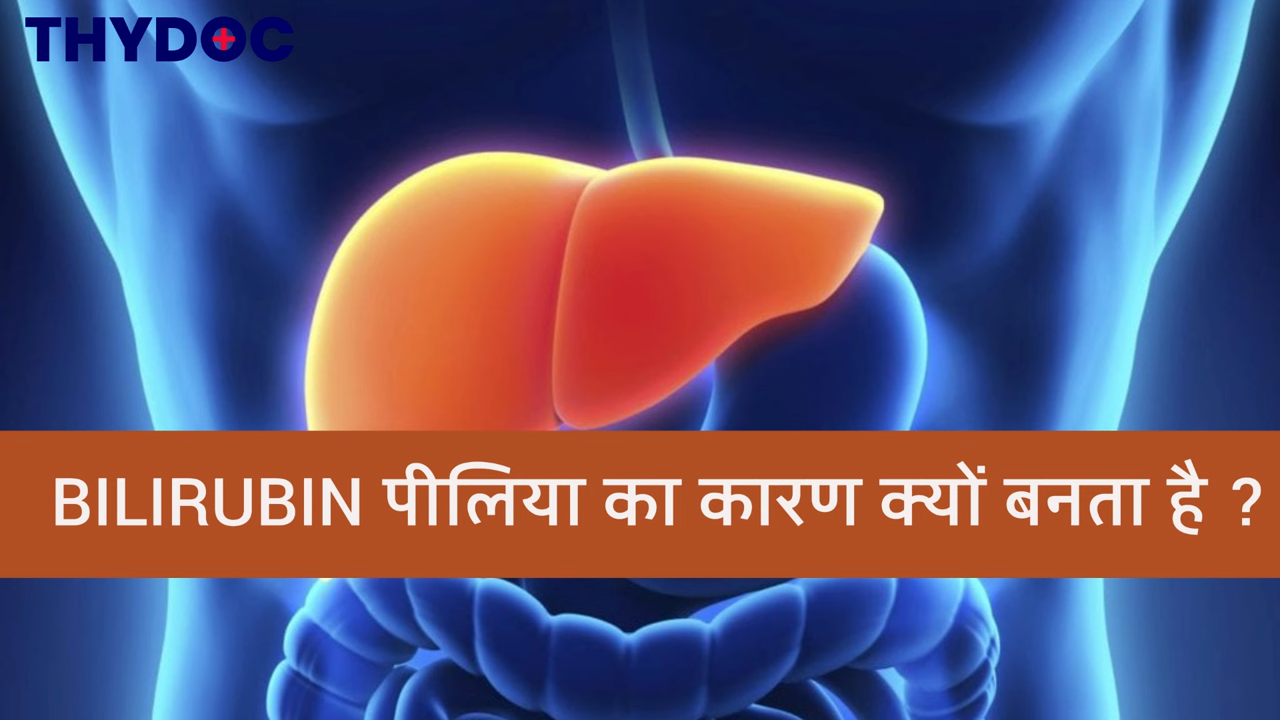 THYDOC
BILIRUBIN पीलिया का कारण क्यों बनता है ?